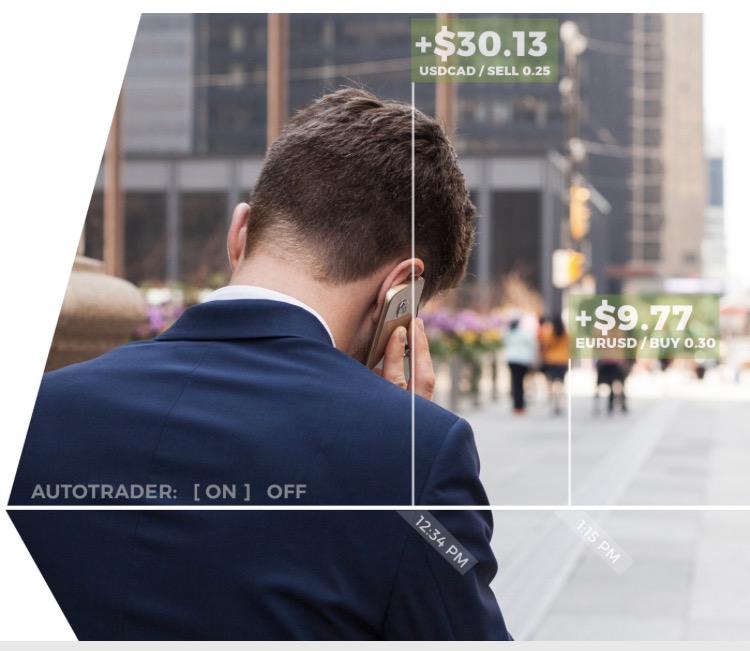 +$30.13
USDCAD / SELL 0.25
+$9.77
EURUSD / BUY 0.30
AUTOTRADER: [ ON ] OFF
12:34 PM
1:15 PM